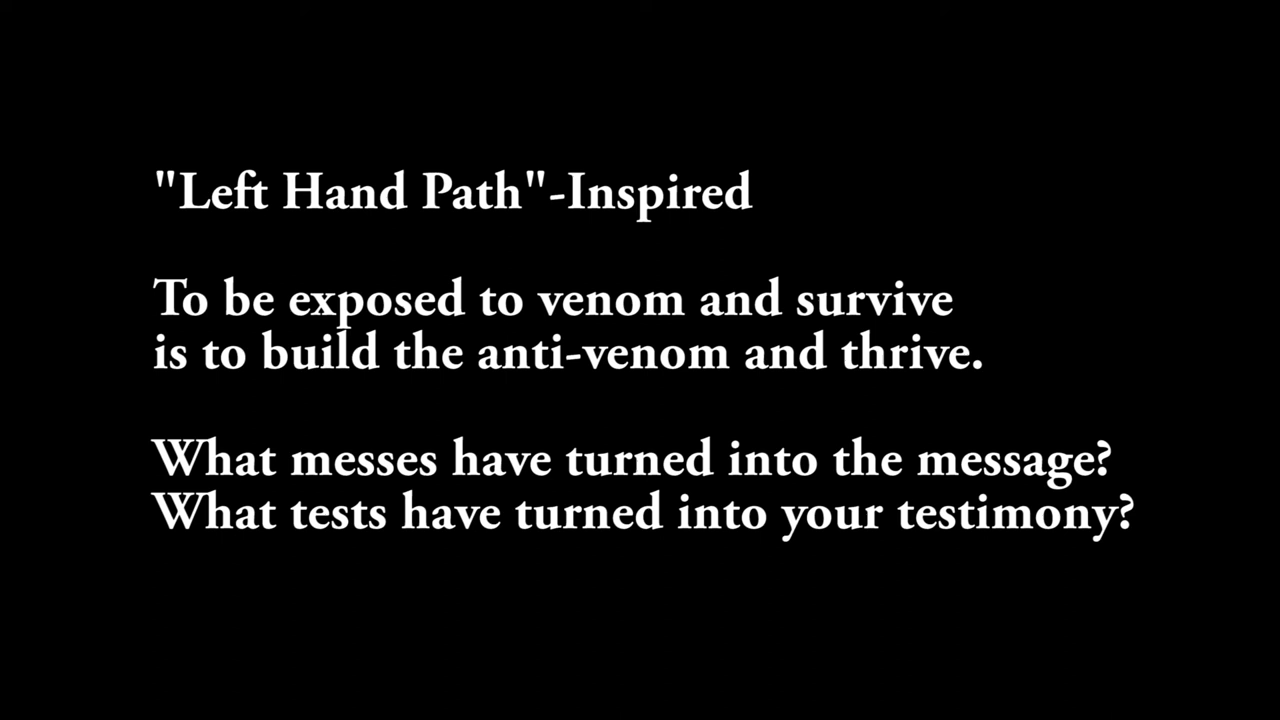 "Left Hand Path"-Inspired
To be exposed to venom and survive
is to build the anti-venom and thrive.
What messes have turned into the message?
What tests have turned into your testimony?